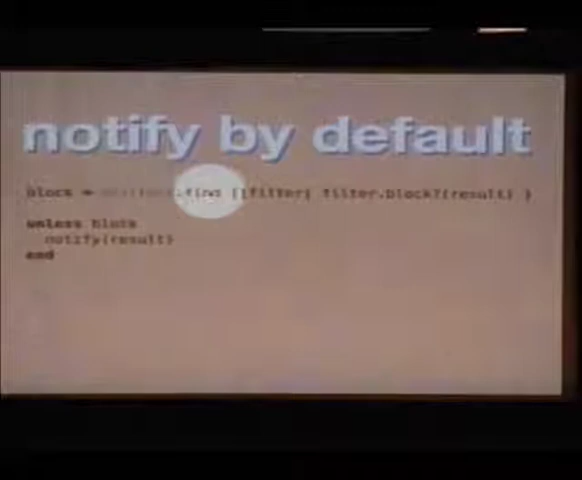 notify by default
block = .find {|filter| filter.block?(result) }
unless block
notify(result)
end